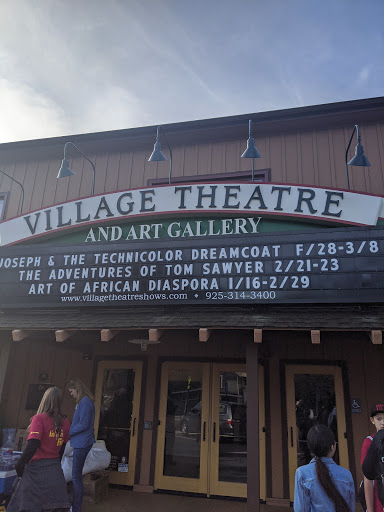 VILLAGE THEATRE
AND ART GALLERY
JOSEPH & THE TECHNICOLOR DREAMCOAT F/28-3/8
THE ADVENTURES OF TOM SAWYER 2/21-23
ART OF AFRICAN DIASPORA 1/16-2/29
www.villagetheatreshows.com • 925-314-3400